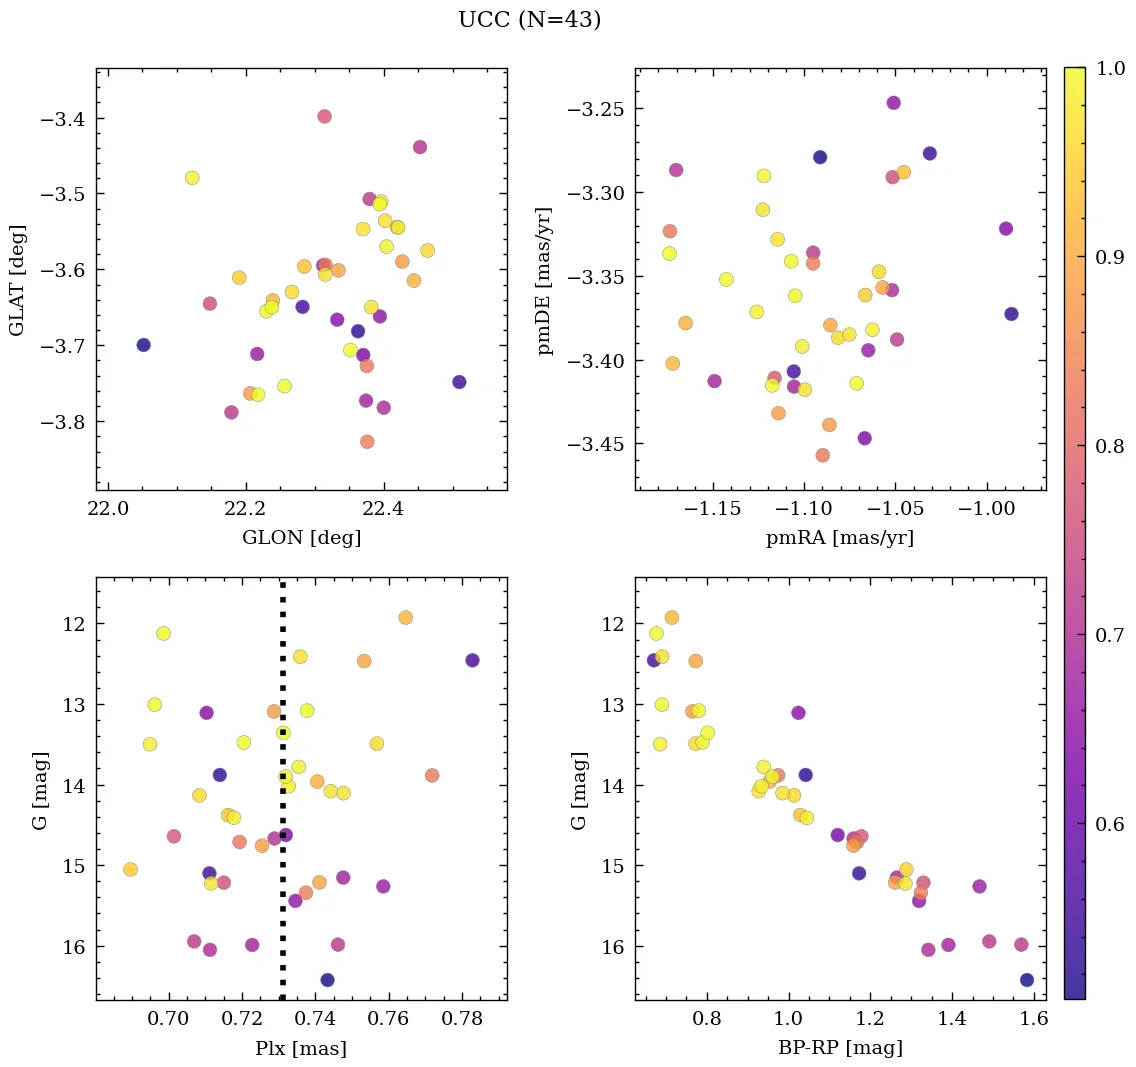 UCC (N=43)
−3.4
−3.5
−3.6
−3.7
−3.8
GLAT [deg]
22.0 22.2 22.4
GLON [deg]
−3.25
−3.30
−3.35
−3.40
−3.45
pmDE [mas/yr]
−1.15 −1.10 −1.05 −1.00
pmRA [mas/yr]
1.0
0.9
0.8
0.7
0.6
12
13
14
15
16
G [mag]
0.70 0.72 0.74 0.76 0.78
Plx [mas]
12
13
14
15
16
G [mag]
0.8 1.0 1.2 1.4 1.6
BP-RP [mag]